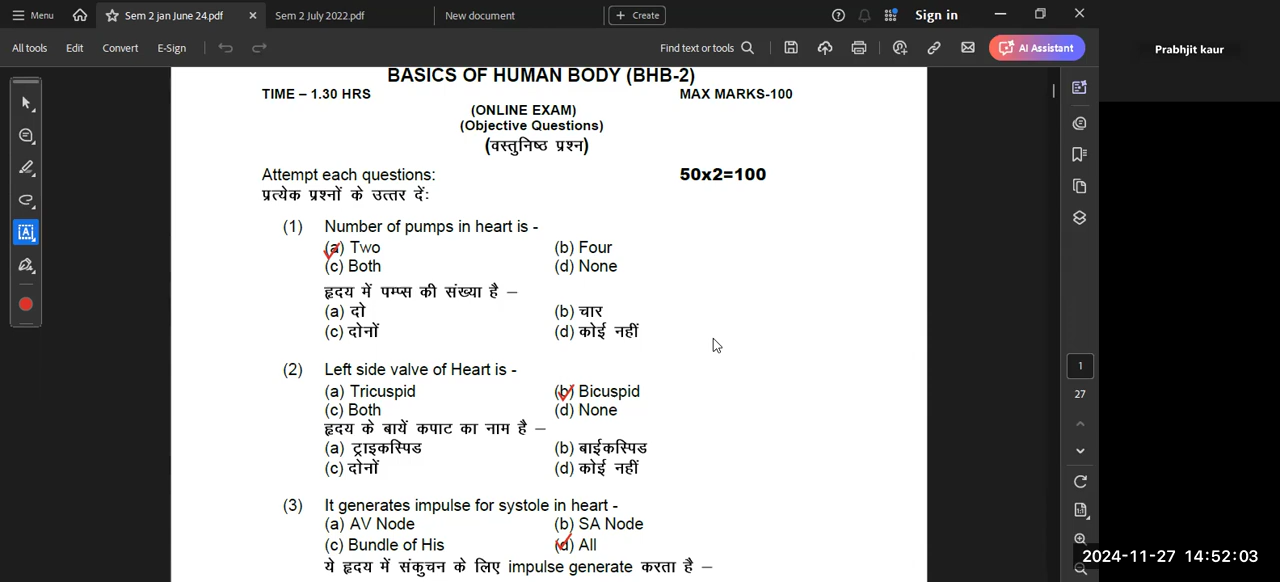 Menu
Sem 2 jan June 24.pdf
Sem 2 July 2022.pdf
New document
Create
Sign in
All tools
Edit
Convert
E-Sign
Find text or tools
AI Assistant
Prabhjit kaur
BASICS OF HUMAN BODY (BHB-2)
TIME – 1.30 HRS MAX MARKS-100
(ONLINE EXAM)
(Objective Questions)
(वस्तुनिष्ठ प्रश्न)
Attempt each questions: 50x2=100
प्रत्येक प्रश्नों के उत्तर दें:
(1) Number of pumps in heart is -
(a) Two (b) Four
(c) Both (d) None
हृदय में पम्प्स की संख्या है –
(a) दो (b) चार
(c) दोनों (d) कोई नहीं
(2) Left side valve of Heart is -
(a) Tricuspid (b) Bicuspid
(c) Both (d) None
हृदय के बायें कपाट का नाम है –
(a) ट्राइकस्पिड (b) बाईकस्पिड
(c) दोनों (d) कोई नहीं
(3) It generates impulse for systole in heart -
(a) AV Node (b) SA Node
(c) Bundle of His (d) All
ये हृदय में संकुचन के लिए impulse generate करता है –
1
27
2024-11-27 14:52:03